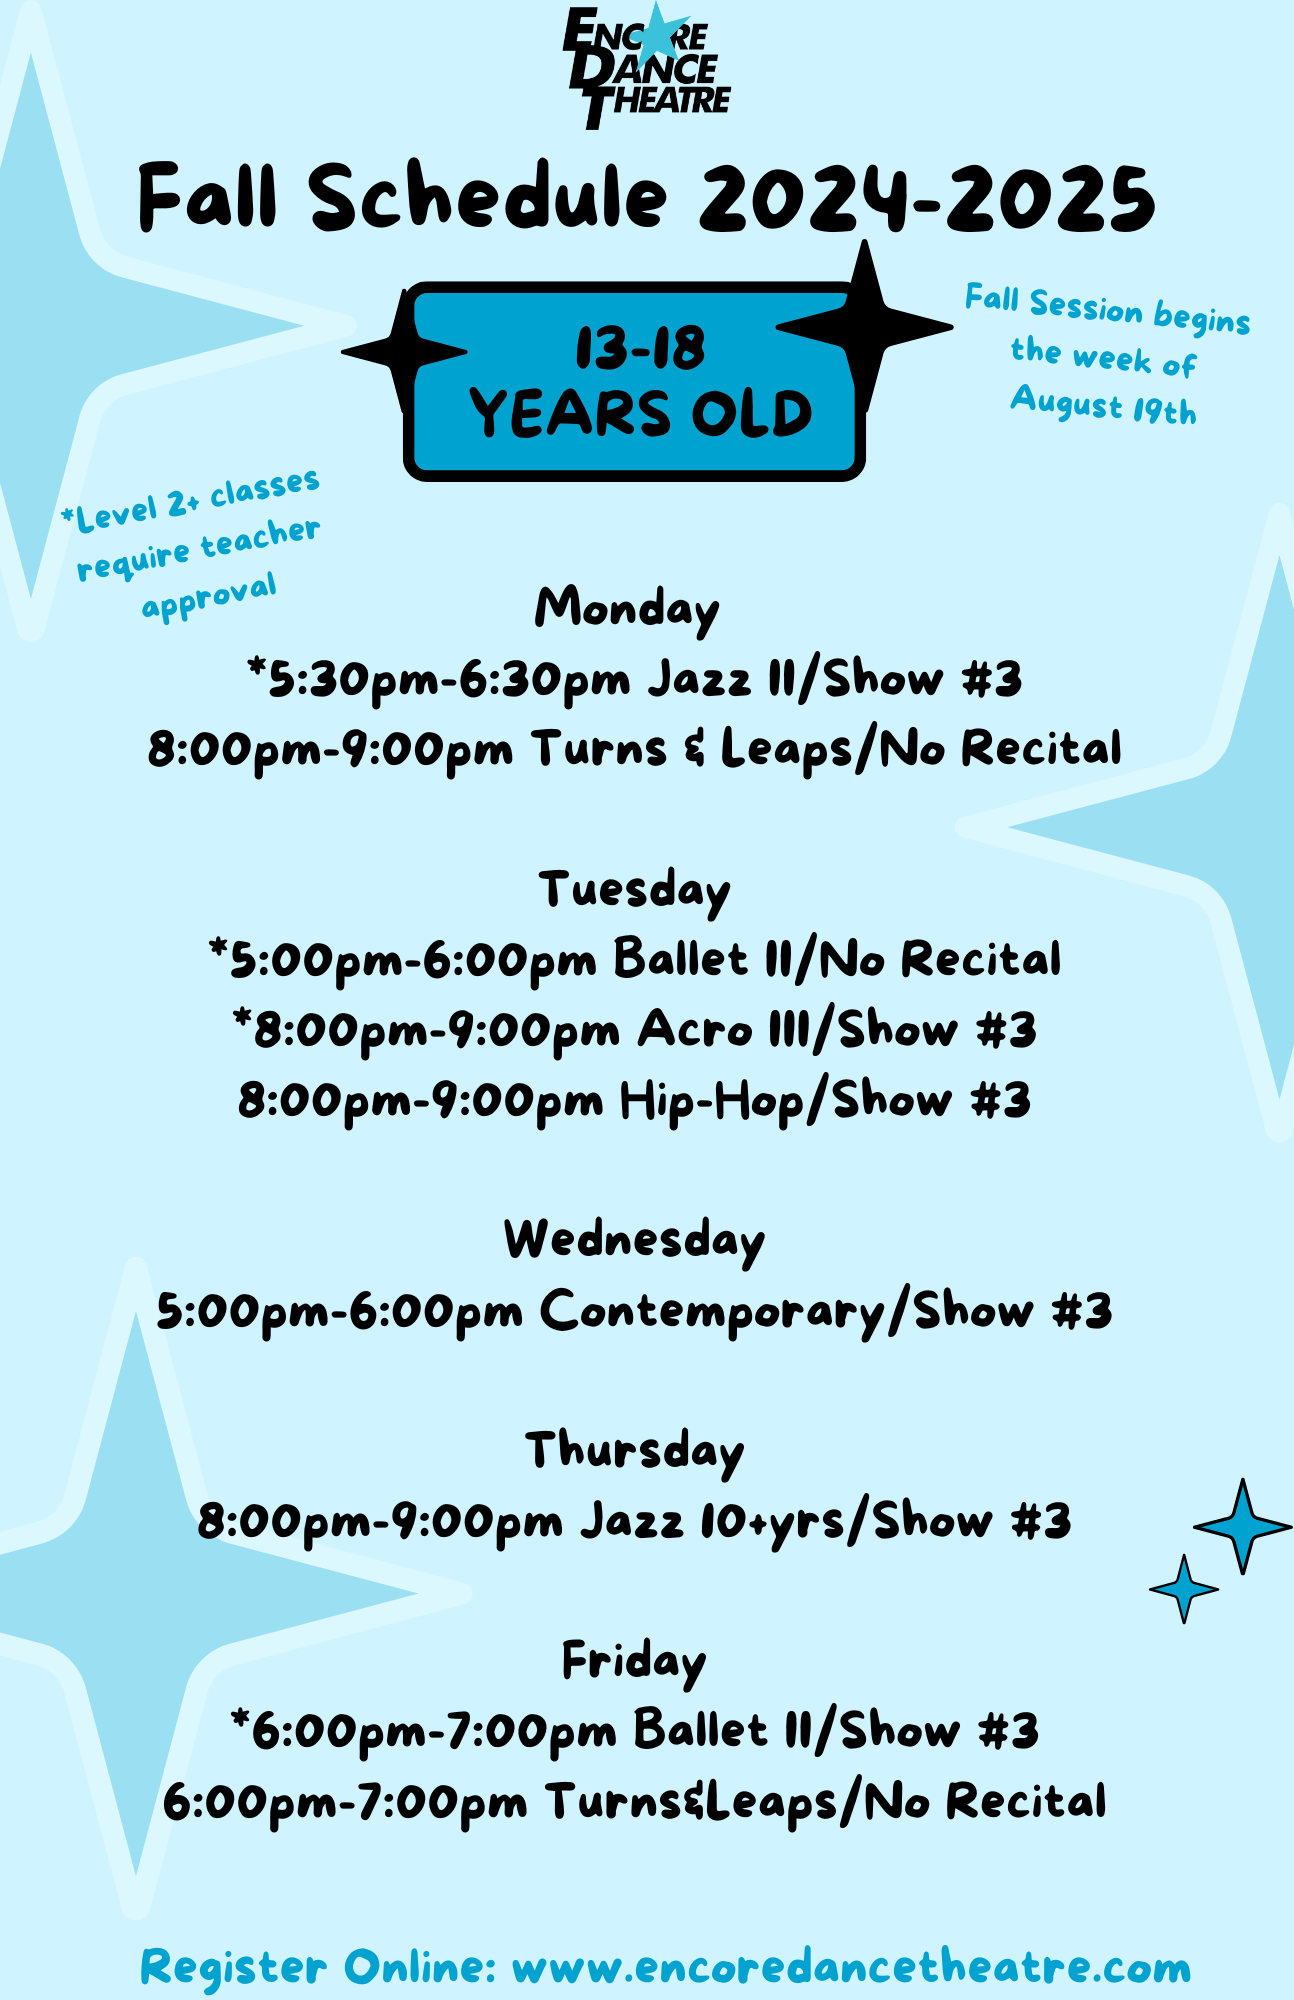 ENCORE
DANCE
THEATRE
Fall Schedule 2024-2025
13-18
YEARS OLD
Fall Session begins
the week of
August 19th
*Level 2+ classes
require teacher
approval
Monday
*5:30pm-6:30pm Jazz II/Show #3
8:00pm-9:00pm Turns & Leaps/No Recital
Tuesday
*5:00pm-6:00pm Ballet II/No Recital
*8:00pm-9:00pm Acro III/Show #3
8:00pm-9:00pm Hip-Hop/Show #3
Wednesday
5:00pm-6:00pm Contemporary/Show #3
Thursday
8:00pm-9:00pm Jazz 10+yrs/Show #3
Friday
*6:00pm-7:00pm Ballet II/Show #3
6:00pm-7:00pm Turns&Leaps/No Recital
Register Online: www.encoredancetheatre.com